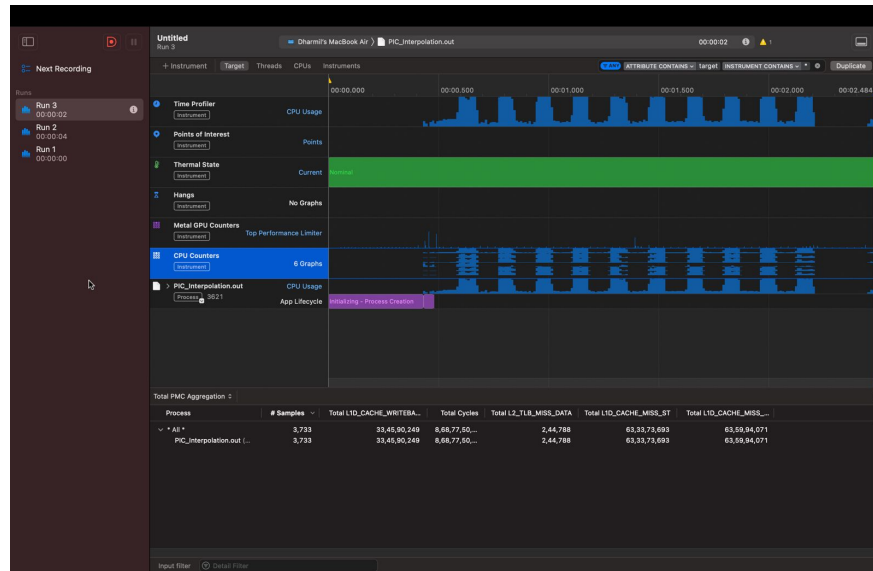 Untitled
Run 3
Dharmil's MacBook Air 〉 PIC_Interpolation.out
00:00:02
1
Next Recording
+ Instrument Target Threads CPUs Instruments
ANY ATTRIBUTE CONTAINS target INSTRUMENT CONTAINS * Duplicate
Runs
Run 3
00:00:02
Run 2
00:00:04
Run 1
00:00:00
00:00.000 00:00.500 00:01.000 00:01.500 00:02.000 00:02.484
Time Profiler
Instrument
CPU Usage
Points of Interest
Instrument
Points
Thermal State
Instrument
Current
Nominal
Hangs
Instrument
No Graphs
Metal GPU Counters
Instrument
Top Performance Limiter
CPU Counters
Instrument
6 Graphs
PIC_Interpolation.out
Process 3621
CPU Usage
App Lifecycle
Initializing - Process Creation
Total PMC Aggregation
Process # Samples Total L1D_CACHE_WRITEBA... Total Cycles Total L2_TLB_MISS_DATA Total L1D_CACHE_MISS_ST Total L1D_CACHE_MISS_...
* All * 3,733 33,45,90,249 8,68,77,50,... 2,44,788 63,33,73,693 63,59,94,071
PIC_Interpolation.out (... 3,733 33,45,90,249 8,68,77,50,... 2,44,788 63,33,73,693 63,59,94,071
Input filter Detail Filter